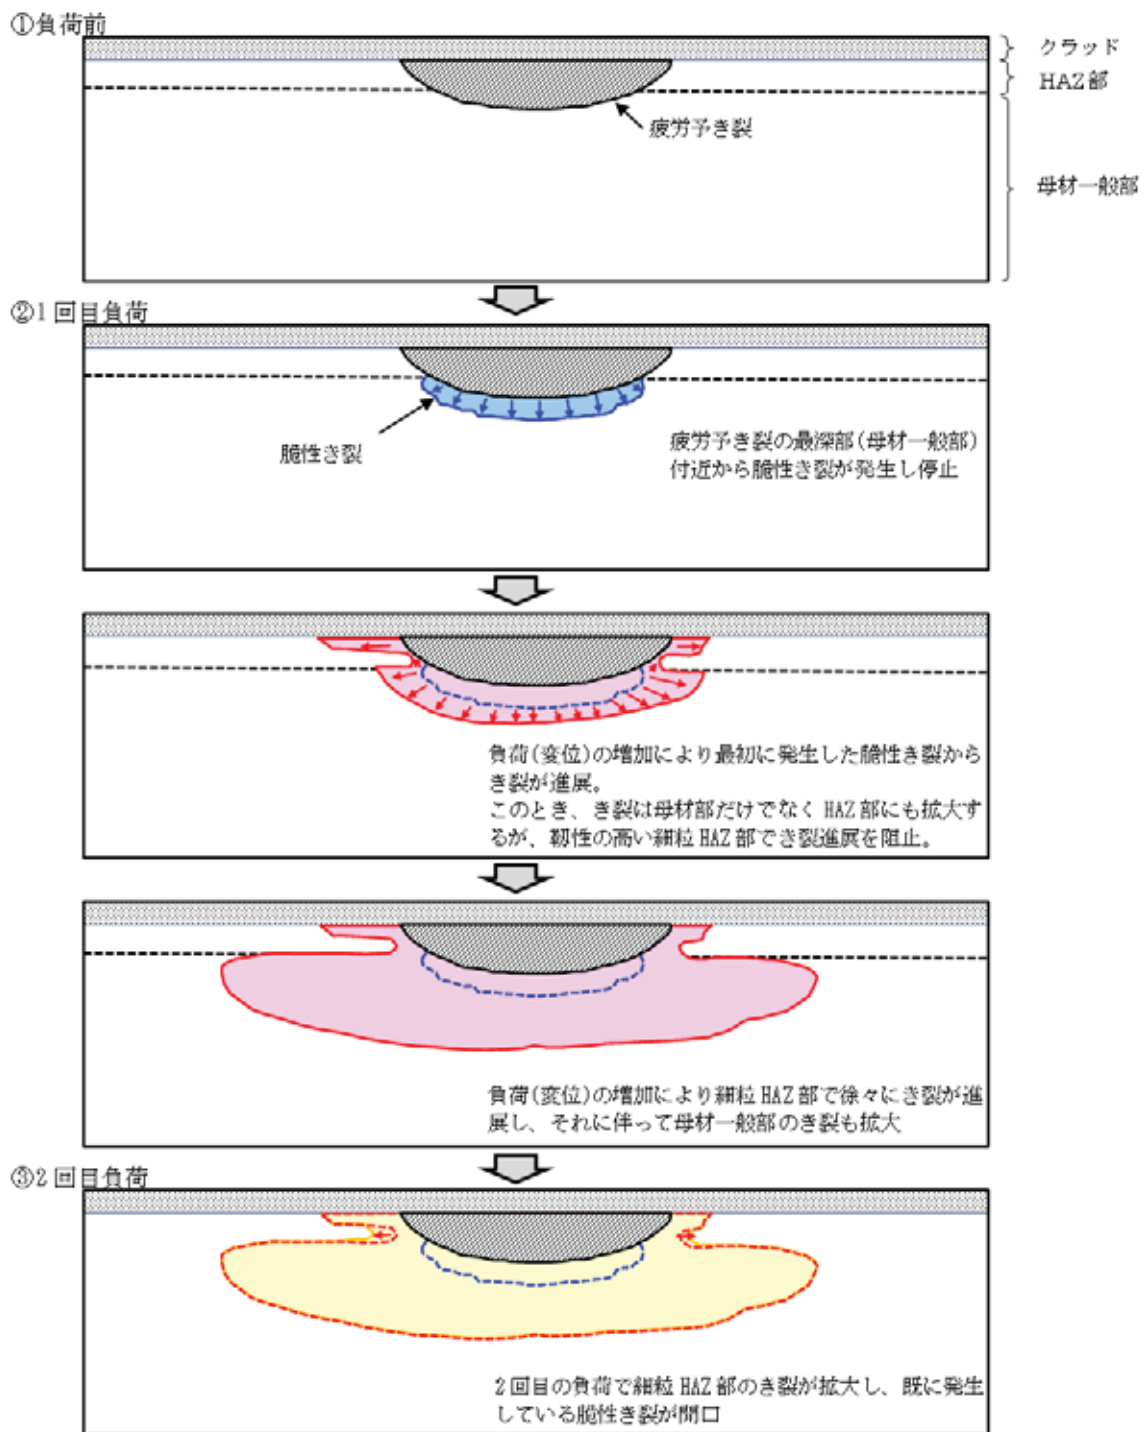 ①負荷前
クラッド
HAZ部
疲労予き裂
母材一般部
②1回目負荷
脆性き裂
疲労予き裂の最深部(母材一般部)
付近から脆性き裂が発生し停止
負荷(変位)の増加により最初に発生した脆性き裂から
き裂が進展。
このとき、き裂は母材部だけでなくHAZ部にも拡大す
るが、靭性の高い細粒HAZ部でき裂進展を阻止。
負荷(変位)の増加により細粒HAZ部で徐々にき裂が進
展し、それに伴って母材一般部のき裂も拡大
③2回目負荷
2回目の負荷で細粒HAZ部のき裂が拡大し、既に発生
している脆性き裂が開口